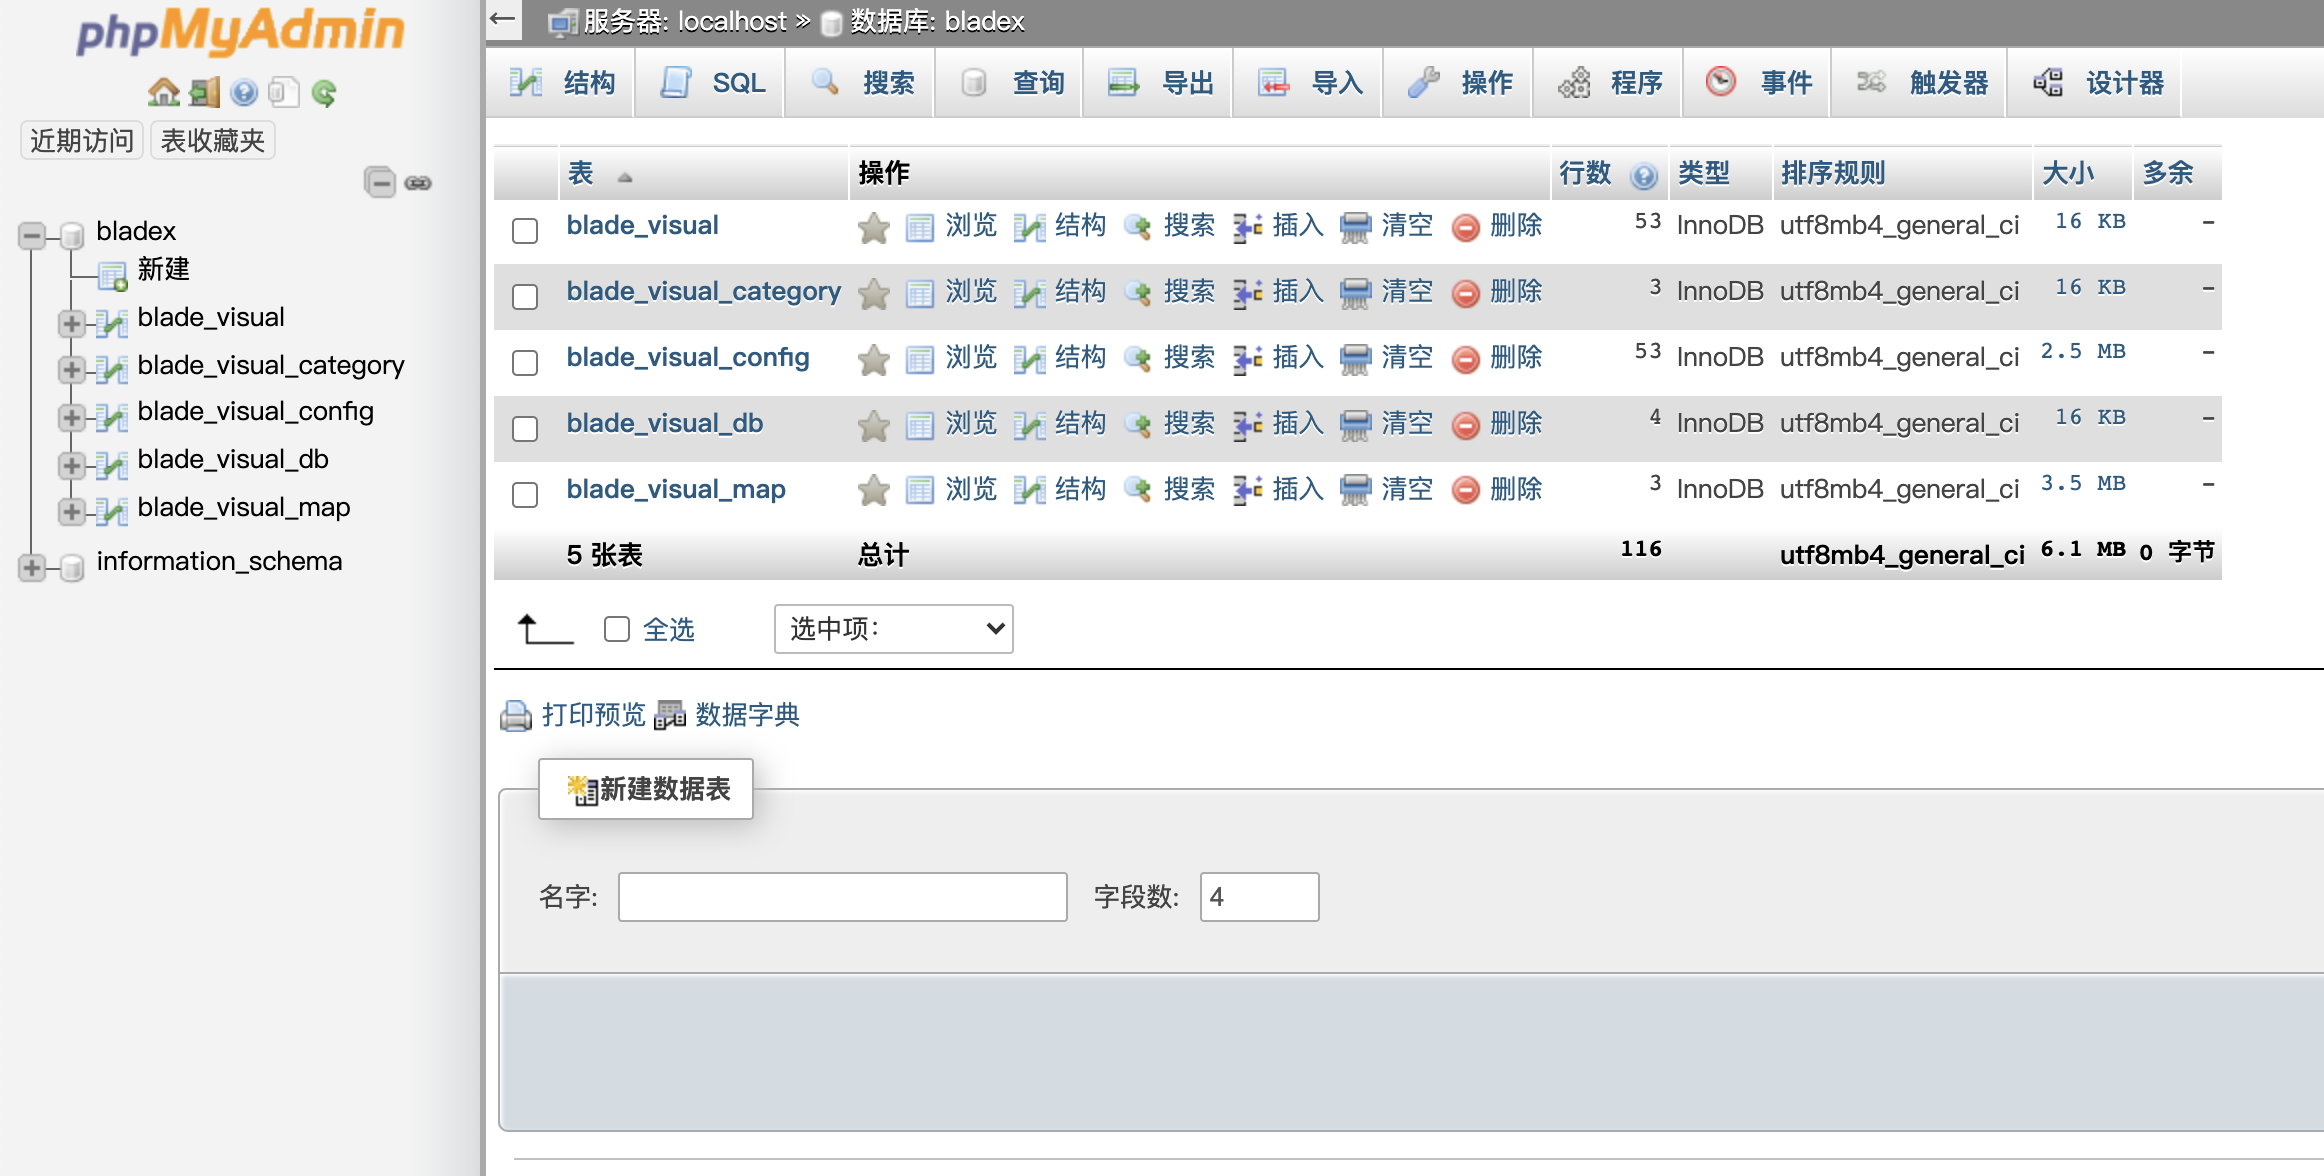 phpMyAdmin
近期访问 表收藏夹
bladex
新建
blade_visual
blade_visual_category
blade_visual_config
blade_visual_db
blade_visual_map
information_schema
服务器: localhost » 数据库: bladex
结构 SQL 搜索 查询 导出 导入 操作 程序 事件 触发器 设计器
表 操作 行数 类型 排序规则 大小 多余
blade_visual 浏览 结构 搜索 插入 清空 删除 53 InnoDB utf8mb4_general_ci 16 KB -
blade_visual_category 浏览 结构 搜索 插入 清空 删除 3 InnoDB utf8mb4_general_ci 16 KB -
blade_visual_config 浏览 结构 搜索 插入 清空 删除 53 InnoDB utf8mb4_general_ci 2.5 MB -
blade_visual_db 浏览 结构 搜索 插入 清空 删除 4 InnoDB utf8mb4_general_ci 16 KB -
blade_visual_map 浏览 结构 搜索 插入 清空 删除 3 InnoDB utf8mb4_general_ci 3.5 MB -
5 张表 总计 116 utf8mb4_general_ci 6.1 MB 0 字节
全选 选中项:
打印预览 数据字典
新建数据表
名字: 字段数: 4